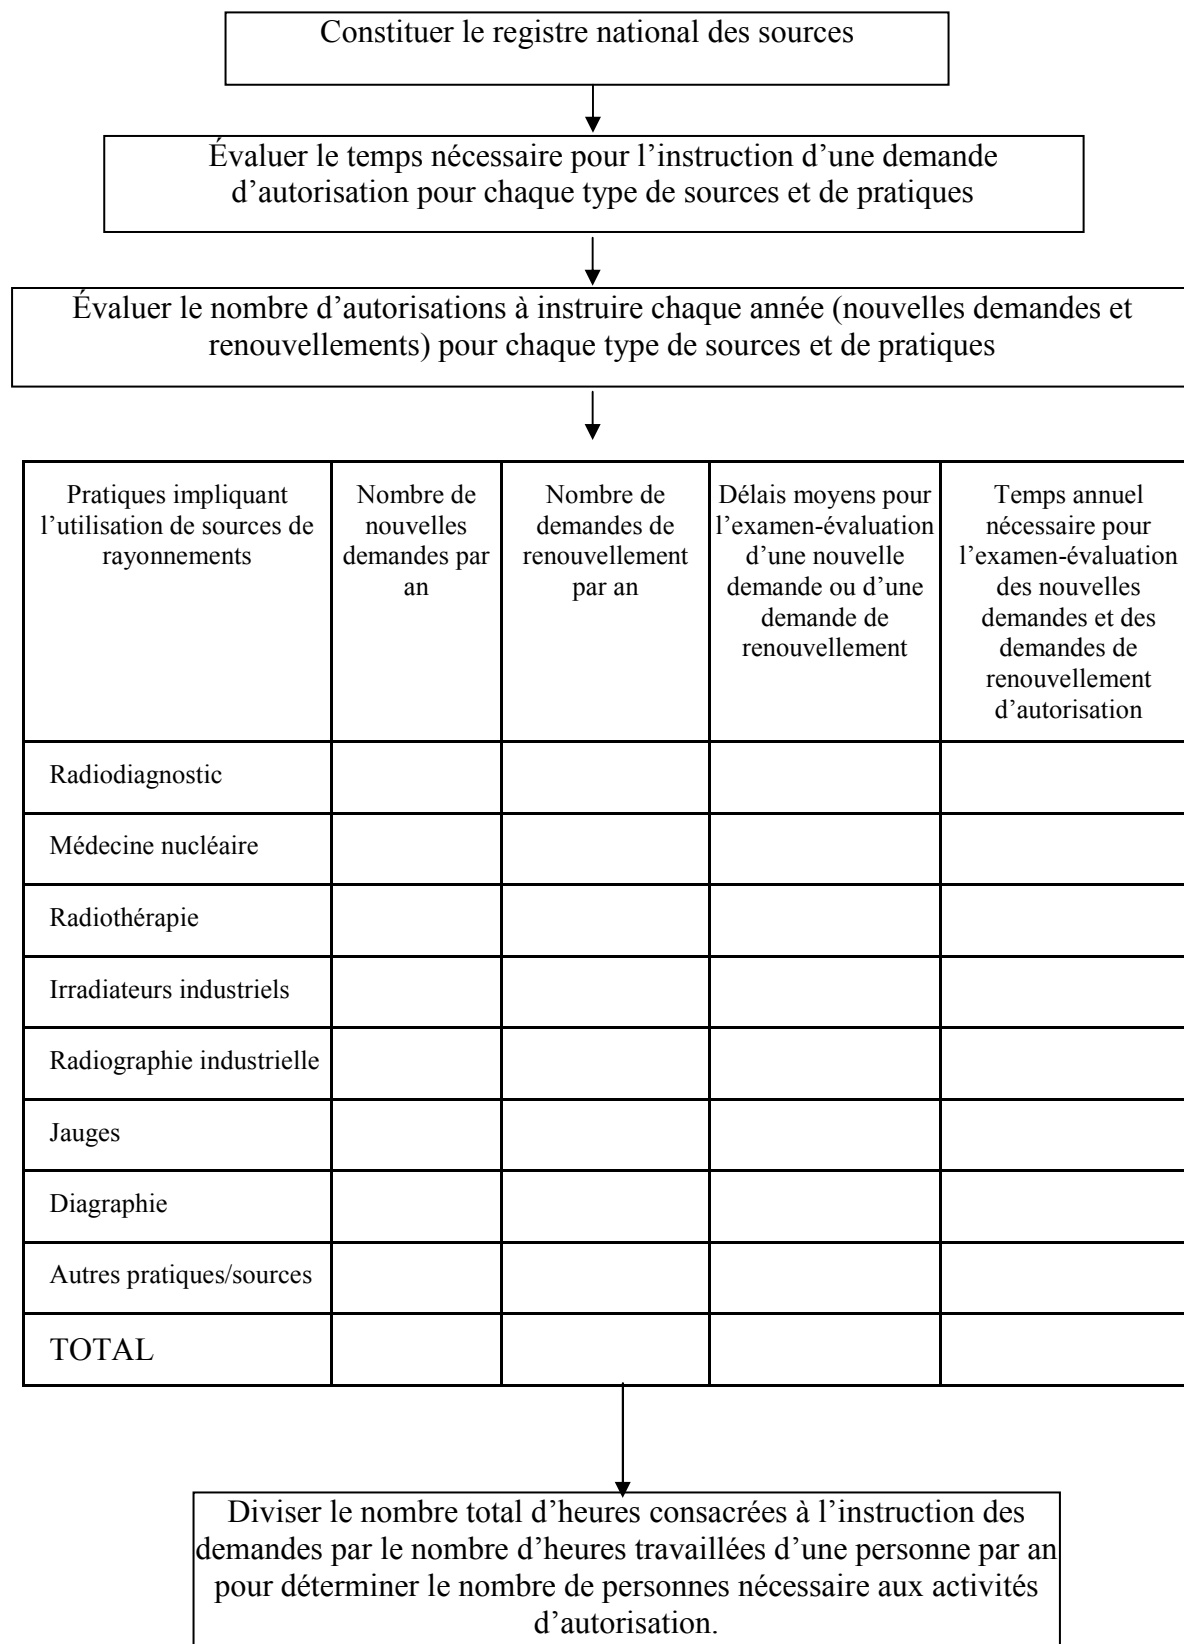 Constituer le registre national des sources
Évaluer le temps nécessaire pour l’instruction d’une demande
d’autorisation pour chaque type de sources et de pratiques
Évaluer le nombre d’autorisations à instruire chaque année (nouvelles demandes et
renouvellements) pour chaque type de sources et de pratiques
Pratiques impliquant
l’utilisation de sources de
rayonnements
Nombre de
nouvelles
demandes par
an
Nombre de
demandes de
renouvellement
par an
Délais moyens pour
l’examen-évaluation
d’une nouvelle
demande ou d’une
demande de
renouvellement
Temps annuel
nécessaire pour
l’examen-évaluation
des nouvelles
demandes et des
demandes de
renouvellement
d’autorisation
Radiodiagnostic
Médecine nucléaire
Radiothérapie
Irradiateurs industriels
Radiographie industrielle
Jauges
Diagraphie
Autres pratiques/sources
TOTAL
Diviser le nombre total d’heures consacrées à l’instruction des
demandes par le nombre d’heures travaillées d’une personne par an
pour déterminer le nombre de personnes nécessaire aux activités
d’autorisation.